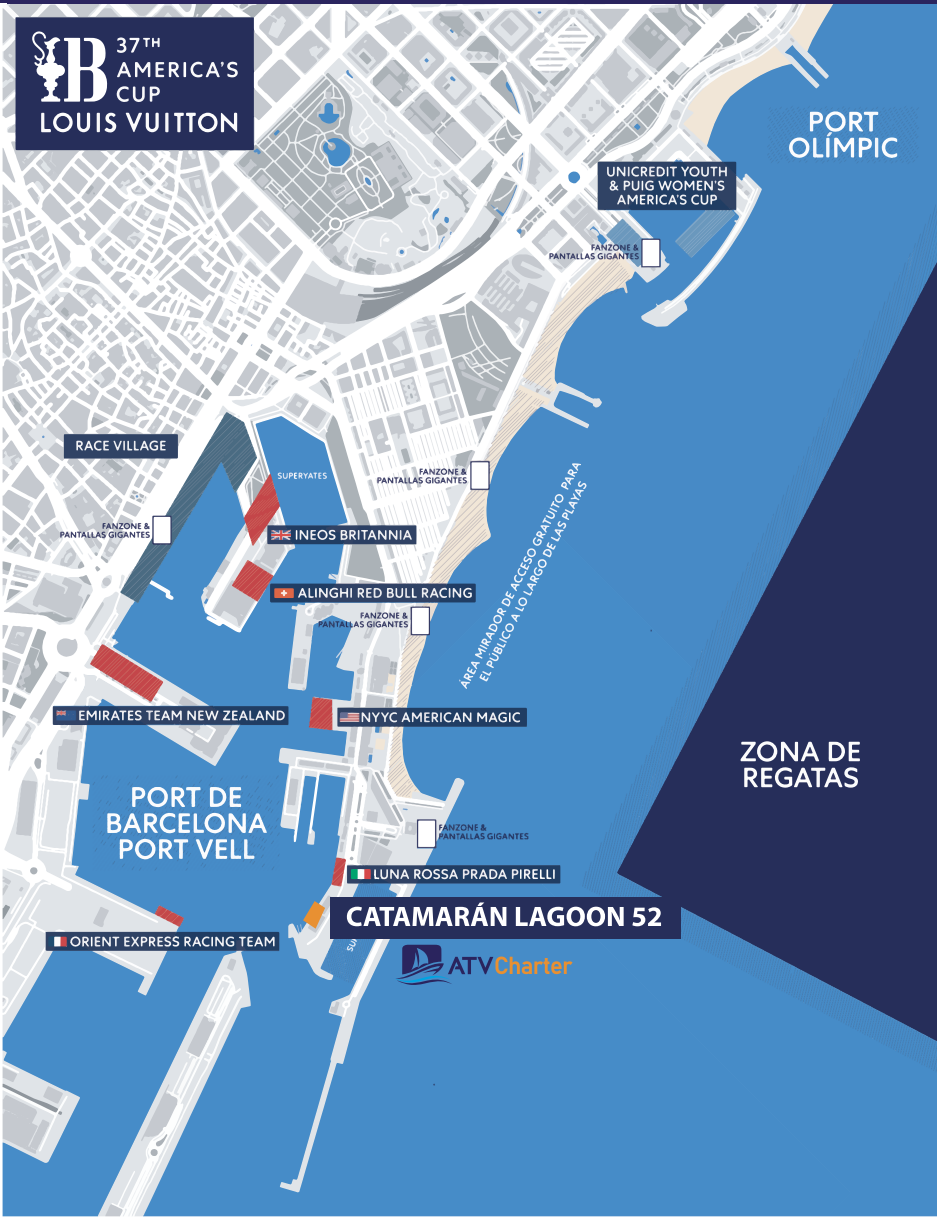 37TH
AMERICA'S
CUP
LOUIS VUITTON
PORT
OLÍMPIC
UNICREDIT YOUTH
& PUIG WOMEN'S
AMERICA'S CUP
FANZONE &
PANTALLAS GIGANTES
RACE VILLAGE
SUPERYATES
FANZONE &
PANTALLAS GIGANTES
FANZONE &
PANTALLAS GIGANTES
INEOS BRITANNIA
ÁREA MIRADOR DE ACCESO GRATUITO PARA
EL PÚBLICO A LO LARGO DE LAS PLAYAS
ALINGHI RED BULL RACING
FANZONE &
PANTALLAS GIGANTES
EMIRATES TEAM NEW ZEALAND
NYYC AMERICAN MAGIC
ZONA DE
REGATAS
PORT DE
BARCELONA
PORT VELL
FANZONE &
PANTALLAS GIGANTES
LUNA ROSSA PRADA PIRELLI
CATAMARÁN LAGOON 52
ORIENT EXPRESS RACING TEAM
ATVCharter